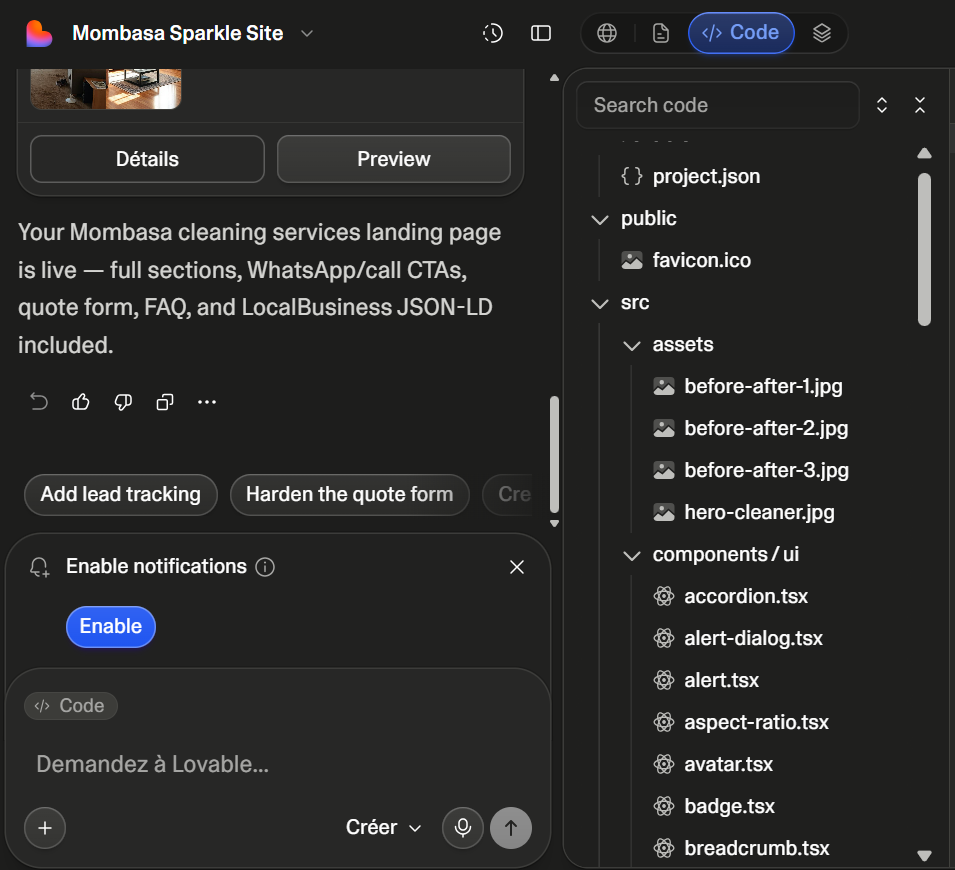 Mombasa Sparkle Site
</> Code
Search code
Détails
Preview
Your Mombasa cleaning services landing page
is live — full sections, WhatsApp/call CTAs,
quote form, FAQ, and LocalBusiness JSON-LD
included.
Add lead tracking
Harden the quote form
Cre
Enable notifications
Enable
</> Code
Demandez à Lovable...
Créer
{ } project.json
public
favicon.ico
src
assets
before-after-1.jpg
before-after-2.jpg
before-after-3.jpg
hero-cleaner.jpg
components / ui
accordion.tsx
alert-dialog.tsx
alert.tsx
aspect-ratio.tsx
avatar.tsx
badge.tsx
breadcrumb.tsx